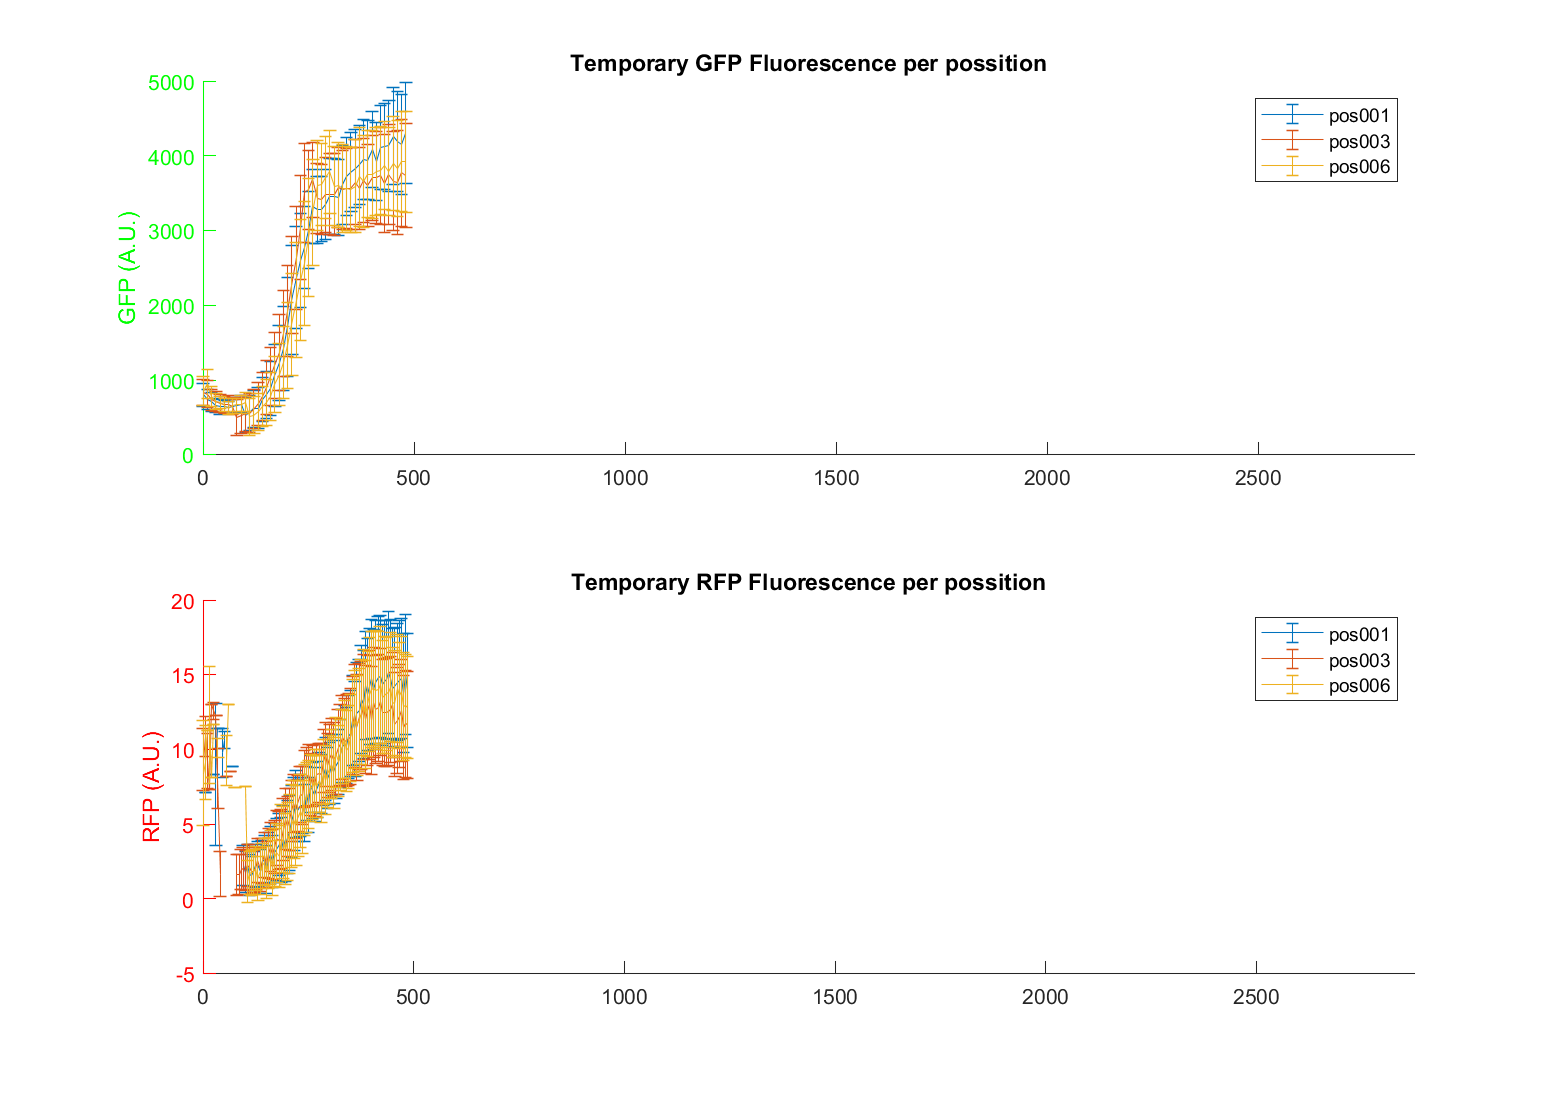 Temporary GFP Fluorescence per possition
5000
4000
3000
2000
1000
0
GFP (A.U.)
0 500 1000 1500 2000 2500
pos001
pos003
pos006
Temporary RFP Fluorescence per possition
20
15
10
5
0
-5
RFP (A.U.)
0 500 1000 1500 2000 2500
pos001
pos003
pos006